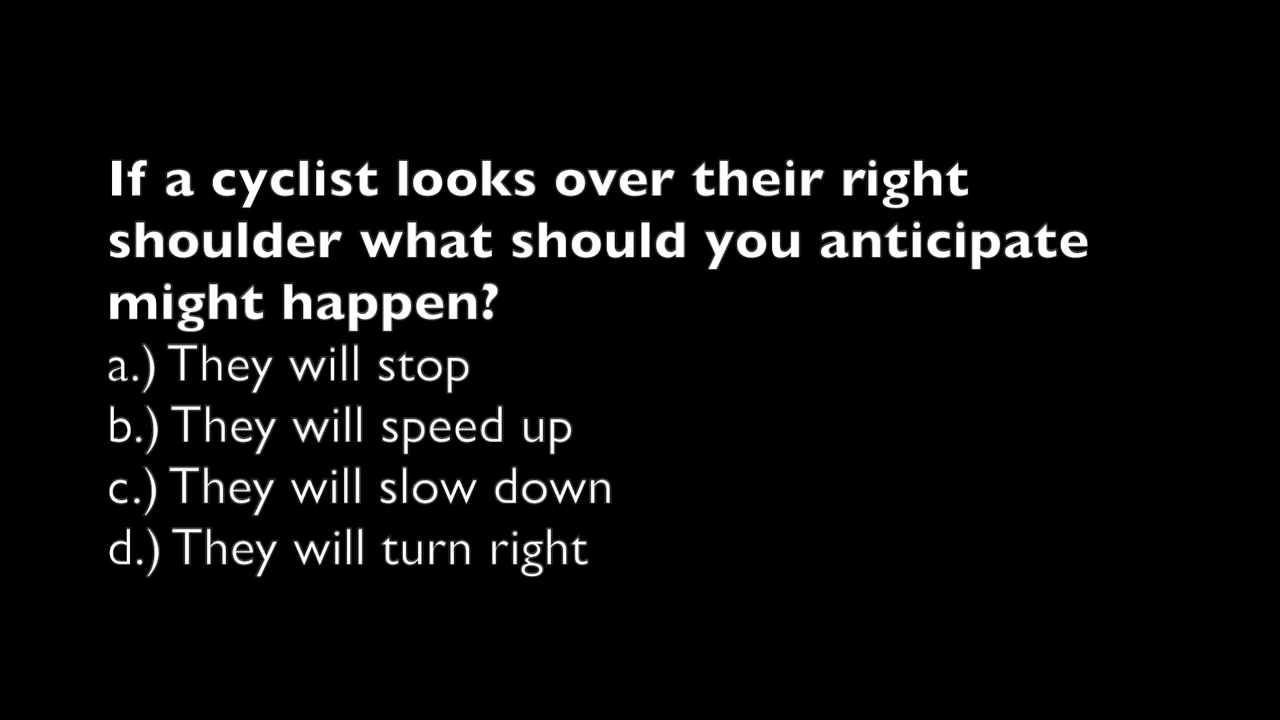 If a cyclist looks over their right
shoulder what should you anticipate
might happen?
a.) They will stop
b.) They will speed up
c.) They will slow down
d.) They will turn right